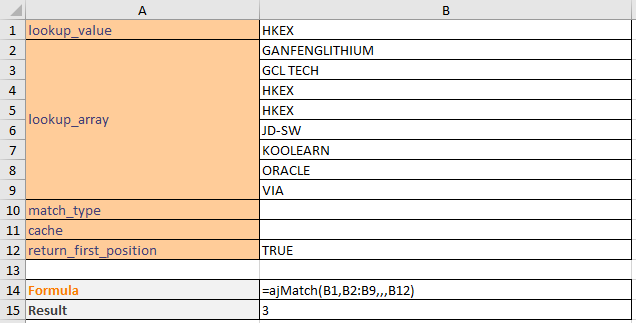 A B
1 lookup_value HKEX
2 GANFENGLITHIUM
3 GCL TECH
4 HKEX
5 lookup_array HKEX
6 JD-SW
7 KOOLEARN
8 ORACLE
9 VIA
10 match_type
11 cache
12 return_first_position TRUE
13
14 Formula =ajMatch(B1,B2:B9,,,B12)
15 Result 3